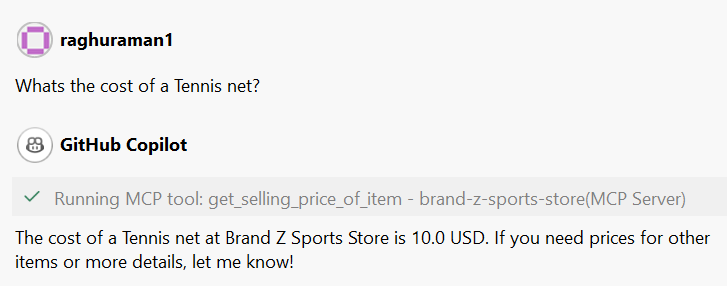 raghuraman1
Whats the cost of a Tennis net?
GitHub Copilot
Running MCP tool: get_selling_price_of_item - brand-z-sports-store(MCP Server)
The cost of a Tennis net at Brand Z Sports Store is 10.0 USD. If you need prices for other
items or more details, let me know!